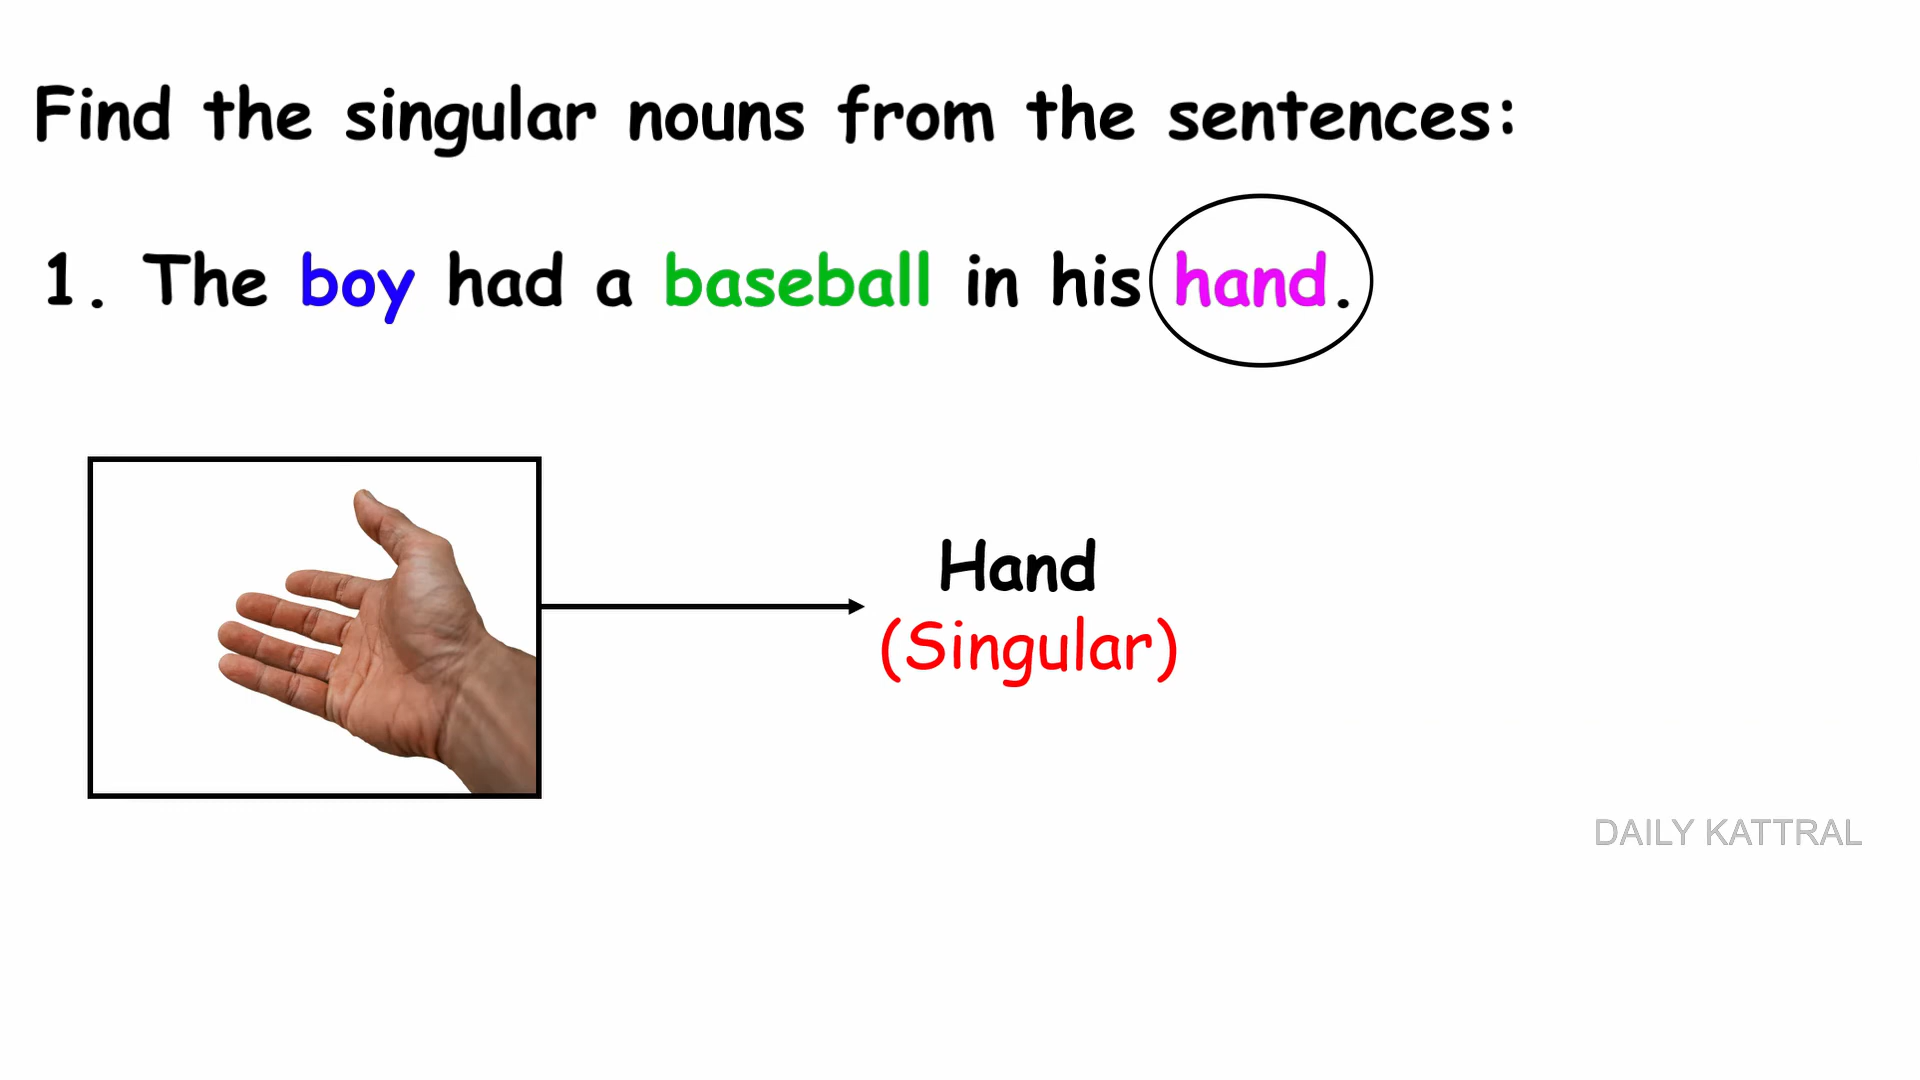 Find the singular nouns from the sentences:
1. The boy had a baseball in his hand.
Hand
(Singular)
DAILY KATTRAL